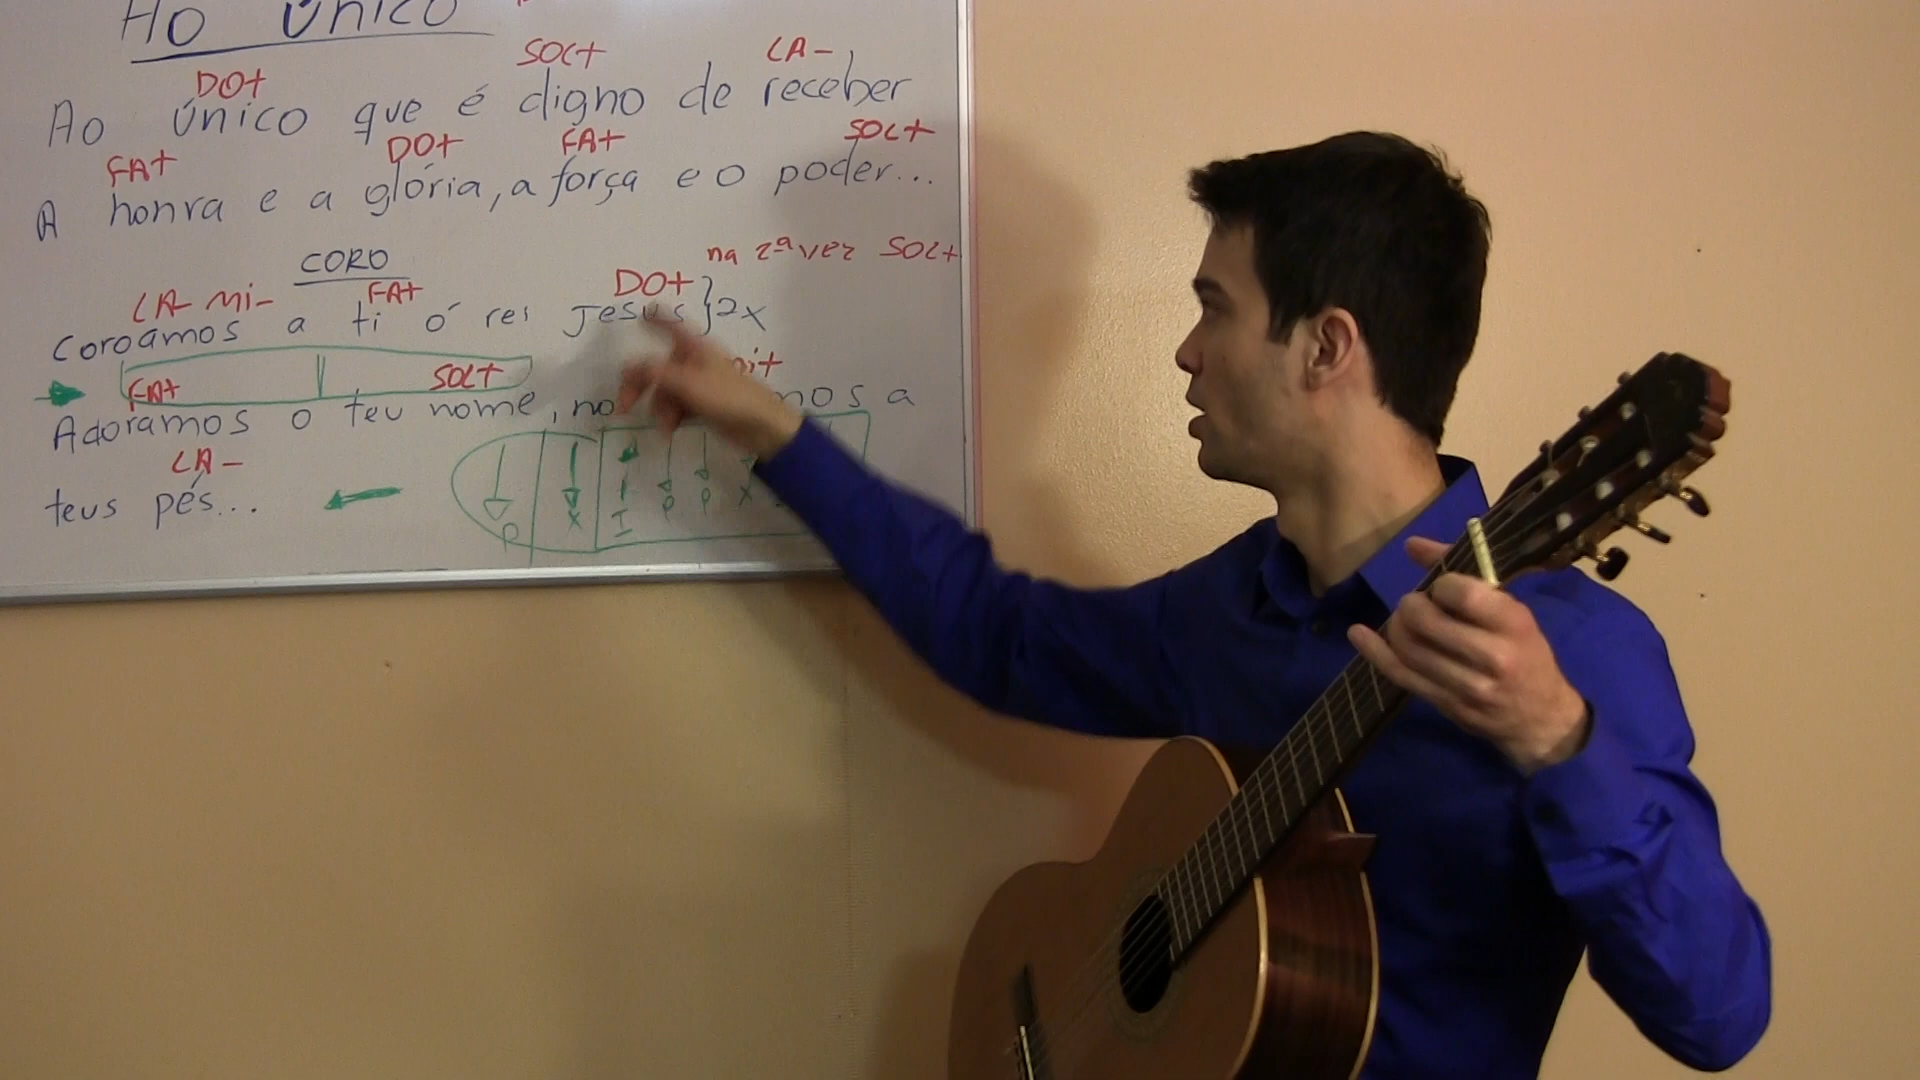 Ao único
DO+ SOL+ LA-
Ao único que é digno de receber
FA+ DO+ FA+ SOL+
A honra e a glória, a força e o poder...
CORO na 2ª vez SOL+
LA- Mi- FA+ DO+
Coroamos a ti ó rei Jesus } 2x
FA+ SOL+
Adoramos o teu nome, a
LA-
teus pés...
P X I P P X